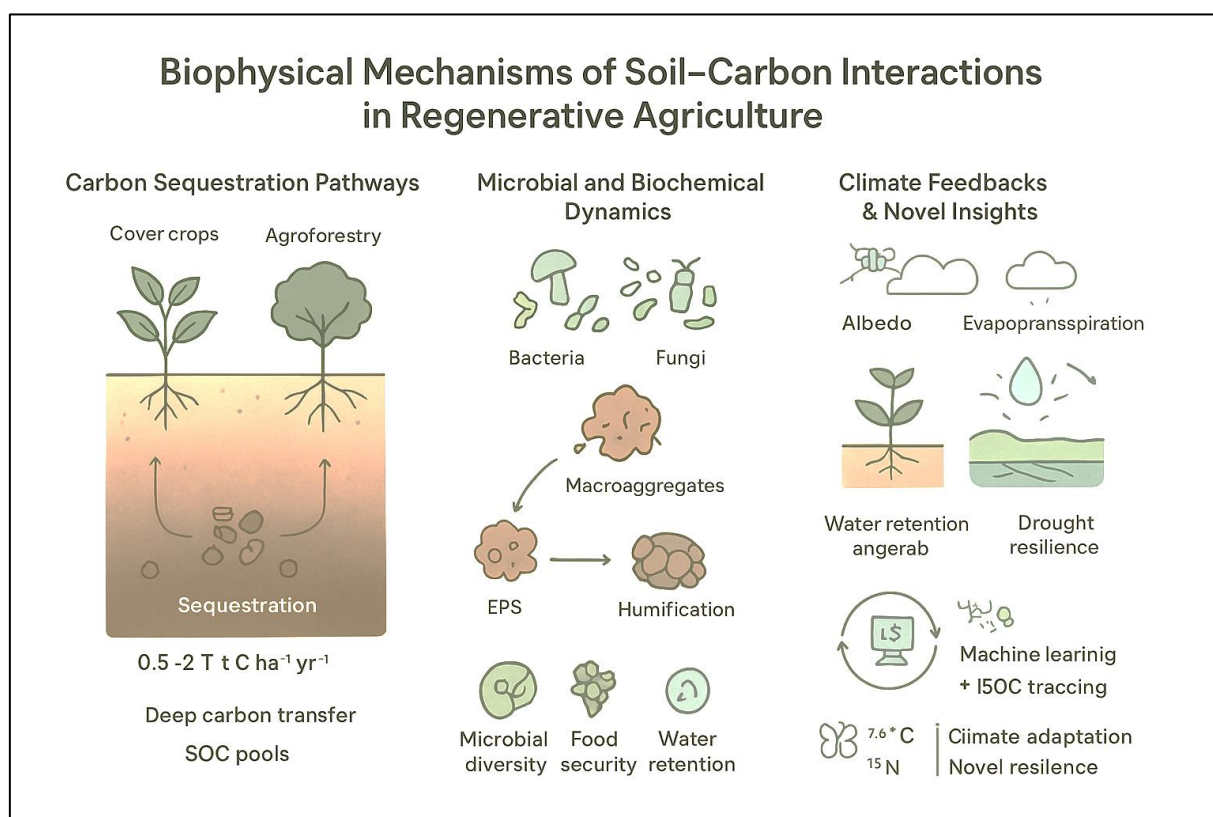 Biophysical Mechanisms of Soil–Carbon Interactions
in Regenerative Agriculture
Carbon Sequestration Pathways
Cover crops
Agroforestry
Sequestration
0.5 -2 T t C ha⁻¹ yr⁻¹
Deep carbon transfer
SOC pools
Microbial and Biochemical
Dynamics
Bacteria
Fungi
Macroaggregates
EPS
Humification
Microbial
diversity
Food
security
Water
retention
Climate Feedbacks
& Novel Insights
Albedo
Evapopransspiration
Water retention
angerab
Drought
resilience
L$
Machine learinig
+ I50C traccing
7.6 * C
¹⁵ N
Ciimate adaptation
Novel resilence